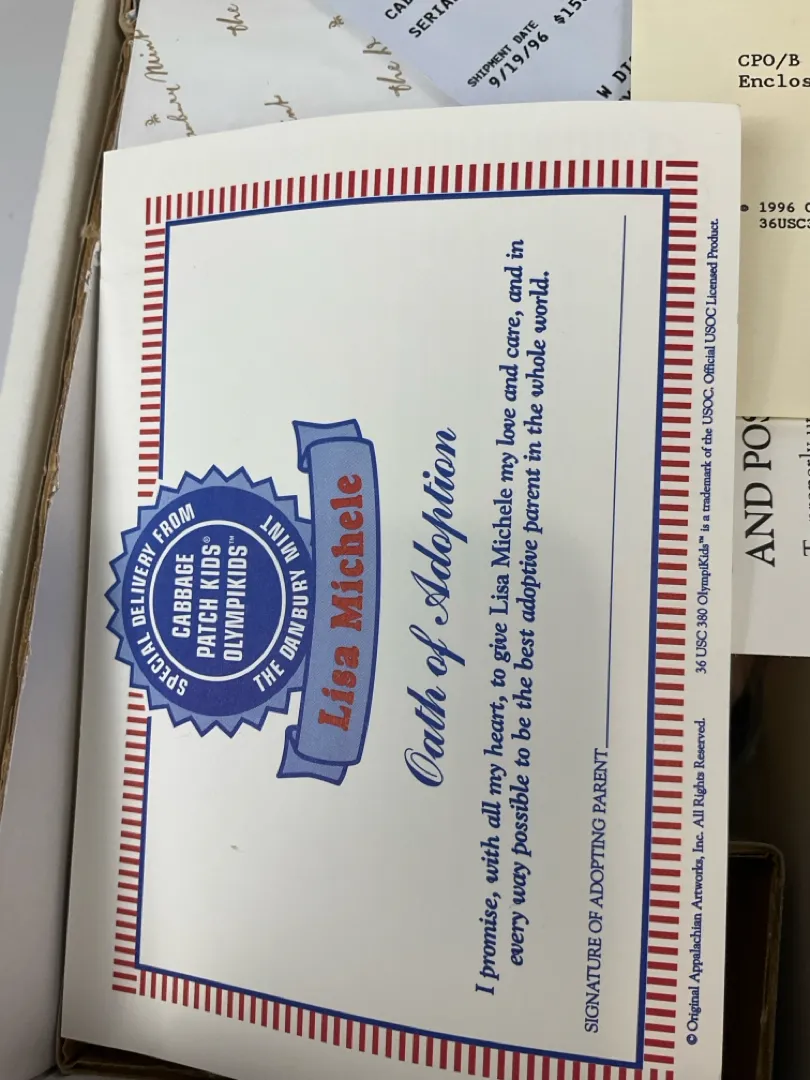 SPECIAL DELIVERY FROM
CABBAGE
PATCH KIDS®
OLYMPIKIDS™
THE DANBURY MINT
Lisa Michele
Oath of Adoption
I promise, with all my heart, to give Lisa Michele my love and care, and in
every way possible to be the best adoptive parent in the whole world.
SIGNATURE OF ADOPTING PARENT
© Original Appalachian Artworks, Inc. All Rights Reserved.
36 USC 380 OlympiKids™ is a trademark of the USOC. Official USOC Licensed Product.
SHIPMENT DATE
9/19/96
CPO/B
1996
AND
the
Mint
the